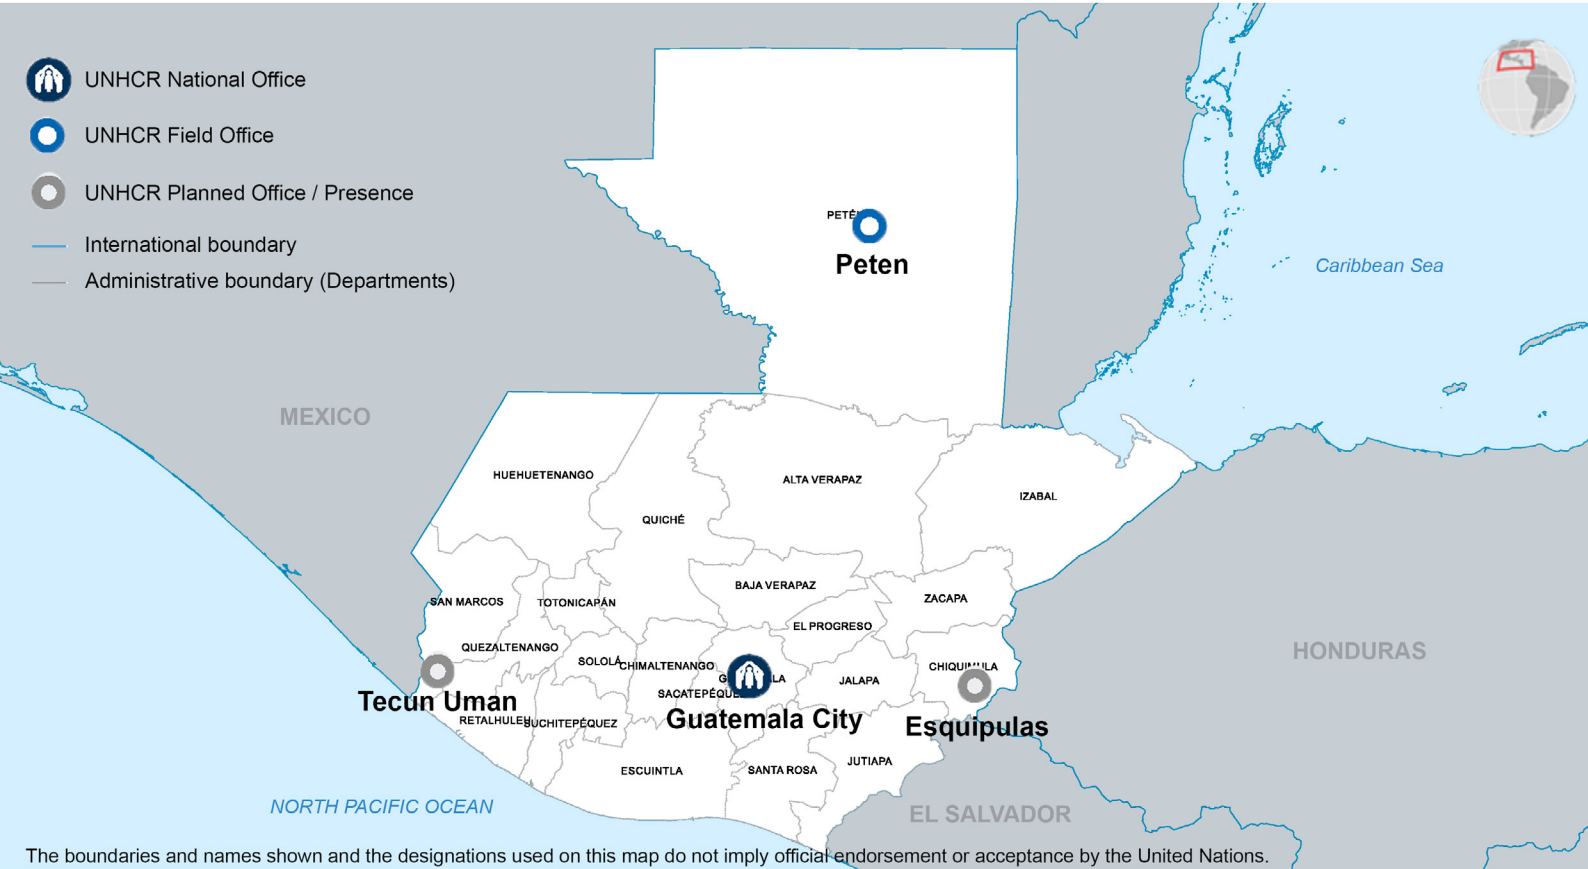 UNHCR National Office
UNHCR Field Office
UNHCR Planned Office / Presence
International boundary
Administrative boundary (Departments)
Peten
Caribbean Sea
MEXICO
HUEHUETENANGO
ALTA VERAPAZ
IZABAL
QUICHÉ
BAJA VERAPAZ
ZACAPA
SAN MARCOS
TOTONICAPÁN
EL PROGRESO
QUEZALTENANGO
HONDURAS
SOLOLÁ
CHIMALTENANGO
CHIQUIMULA
JALAPA
Tecun Uman
Guatemala City
Esquipulas
RETALHULEU
SUCHITEPÉQUEZ
ESCUINTLA
SANTA ROSA
JUTIAPA
NORTH PACIFIC OCEAN
EL SALVADOR
The boundaries and names shown and the designations used on this map do not imply official endorsement or acceptance by the United Nations.